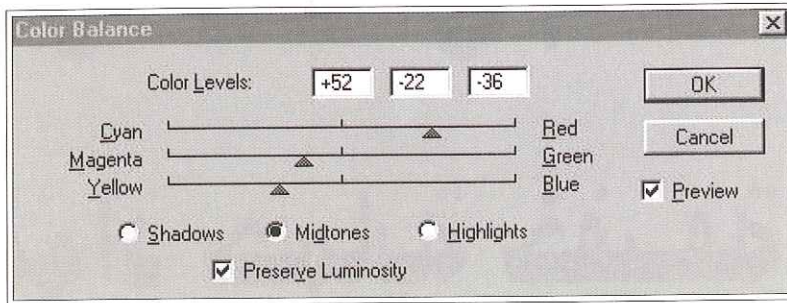 Color Balance
Color Levels: +52 -22 -36
OK
Cyan Red
Cancel
Magenta Green
Yellow Blue
Preview
Shadows Midtones Highlights
Preserve Luminosity